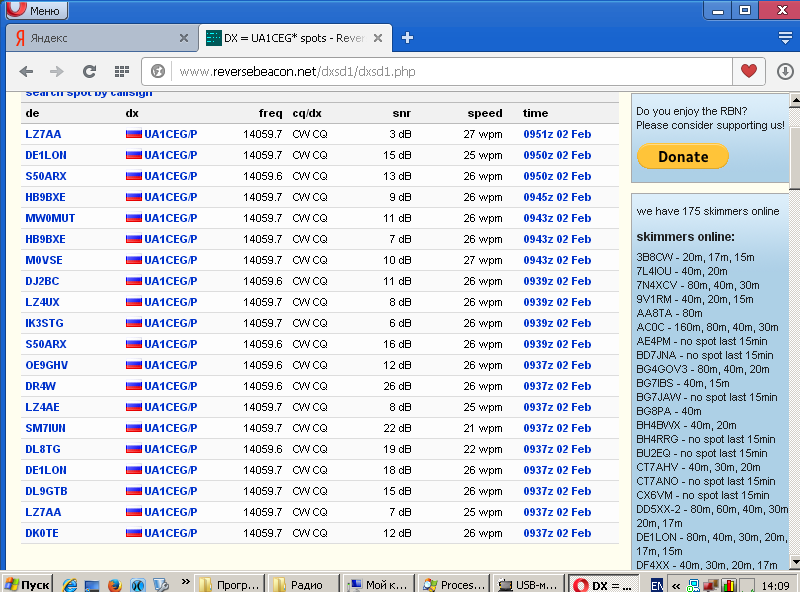 Меню
Яндекс
DX = UA1CEG* spots - Rever
www.reversebeacon.net/dxsd1/dxsd1.php
search spot by callsign
de dx freq cq/dx snr speed time
LZ7AA UA1CEG/P 14059.7 CW CQ 3 dB 27 wpm 0951z 02 Feb
DE1LON UA1CEG/P 14059.7 CW CQ 15 dB 25 wpm 0950z 02 Feb
S50ARX UA1CEG/P 14059.6 CW CQ 13 dB 26 wpm 0950z 02 Feb
HB9BXE UA1CEG/P 14059.7 CW CQ 9 dB 26 wpm 0945z 02 Feb
MW0MUT UA1CEG/P 14059.7 CW CQ 11 dB 26 wpm 0943z 02 Feb
HB9BXE UA1CEG/P 14059.7 CW CQ 7 dB 26 wpm 0943z 02 Feb
M0VSE UA1CEG/P 14059.7 CW CQ 10 dB 27 wpm 0943z 02 Feb
DJ2BC UA1CEG/P 14059.6 CW CQ 11 dB 26 wpm 0939z 02 Feb
LZ4UX UA1CEG/P 14059.7 CW CQ 8 dB 26 wpm 0939z 02 Feb
IK3STG UA1CEG/P 14059.7 CW CQ 6 dB 26 wpm 0939z 02 Feb
S50ARX UA1CEG/P 14059.6 CW CQ 16 dB 26 wpm 0939z 02 Feb
OE9GHV UA1CEG/P 14059.6 CW CQ 12 dB 26 wpm 0937z 02 Feb
DR4W UA1CEG/P 14059.6 CW CQ 26 dB 26 wpm 0937z 02 Feb
LZ4AE UA1CEG/P 14059.7 CW CQ 8 dB 25 wpm 0937z 02 Feb
SM7IUN UA1CEG/P 14059.7 CW CQ 22 dB 21 wpm 0937z 02 Feb
DL8TG UA1CEG/P 14059.6 CW CQ 19 dB 22 wpm 0937z 02 Feb
DE1LON UA1CEG/P 14059.7 CW CQ 18 dB 26 wpm 0937z 02 Feb
DL9GTB UA1CEG/P 14059.7 CW CQ 15 dB 26 wpm 0937z 02 Feb
LZ7AA UA1CEG/P 14059.7 CW CQ 7 dB 25 wpm 0937z 02 Feb
DK0TE UA1CEG/P 14059.7 CW CQ 12 dB 26 wpm 0937z 02 Feb
Do you enjoy the RBN?
Please consider supporting us!
Donate
we have 175 skimmers online
skimmers online:
3B8CW - 20m, 17m, 15m
7L4IOU - 40m, 20m
7N4XCV - 80m, 40m, 30m
9V1RM - 40m, 20m, 15m
AA8TA - 80m
AC0C - 160m, 80m, 40m, 30m
AE4PM - no spot last 15min
BD7JNA - no spot last 15min
BG4GOV3 - 80m, 40m, 20m
BG7IBS - 40m, 15m
BG7JAW - no spot last 15min
BG8PA - 40m
BH4BWX - 40m, 20m
BH4RRG - no spot last 15min
BU2EQ - no spot last 15min
CT7AHV - 40m, 30m, 20m
CT7ANO - no spot last 15min
CX6VM - no spot last 15min
DD5XX-2 - 80m, 60m, 40m, 30m
20m, 17m
DE1LON - 80m, 40m, 30m, 20m,
17m, 15m
DF4XX - 40m, 30m, 20m, 17m
Пуск
»
Прогр...
Радио
Мой к...
Proces...
USB-м...
DX = ...
EN
«
14:09